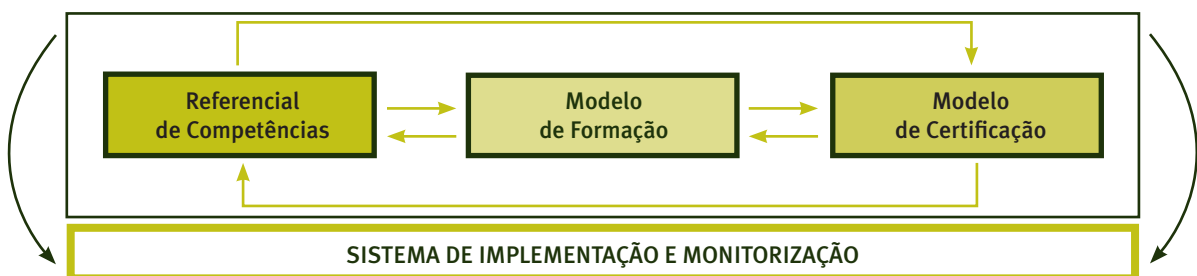 Referencial
de Competências
Modelo
de Formação
Modelo
de Certificação
SISTEMA DE IMPLEMENTAÇÃO E MONITORIZAÇÃO